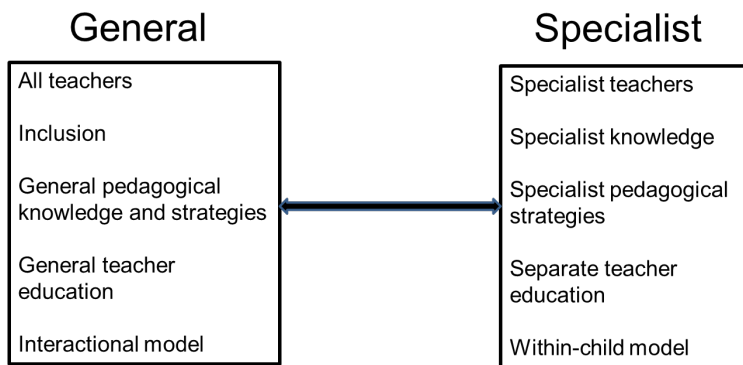 General
All teachers
Inclusion
General pedagogical
knowledge and strategies
General teacher
education
Interactional model
Specialist
Specialist teachers
Specialist knowledge
Specialist pedagogical
strategies
Separate teacher
education
Within-child model